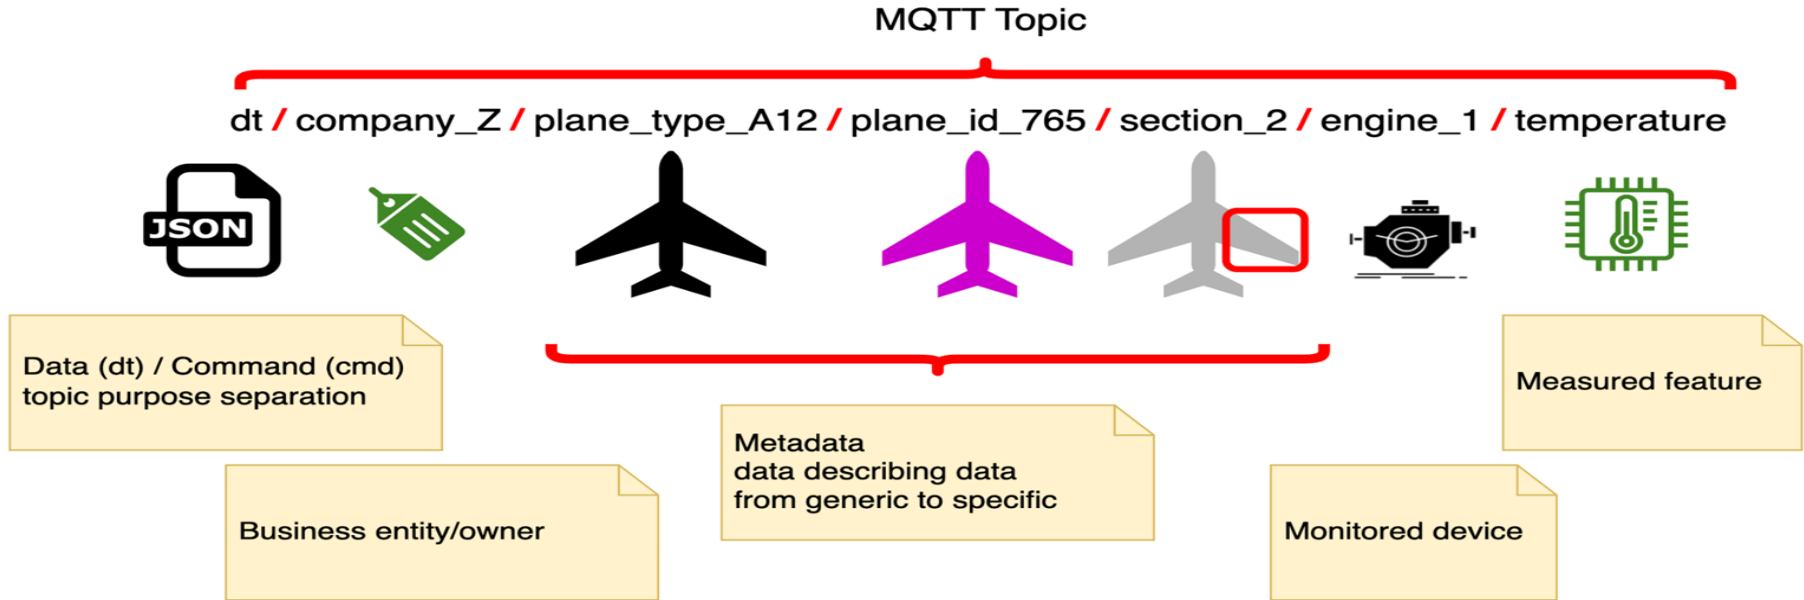 MQTT Topic
dt / company_Z / plane_type_A12 / plane_id_765 / section_2 / engine_1 / temperature
JSON
Data (dt) / Command (cmd)
topic purpose separation
Business entity/owner
Metadata
data describing data
from generic to specific
Monitored device
Measured feature